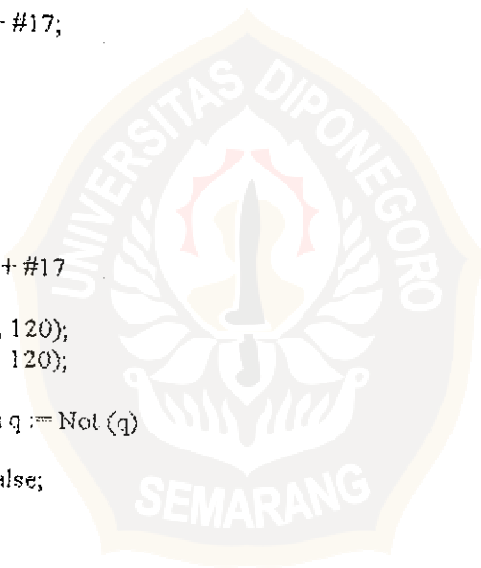 - #17;
+ #17
, 120);
, 120);
q := Not (q)
alse;
UNIVERSITAS DIPONEGORO
SEMARANG